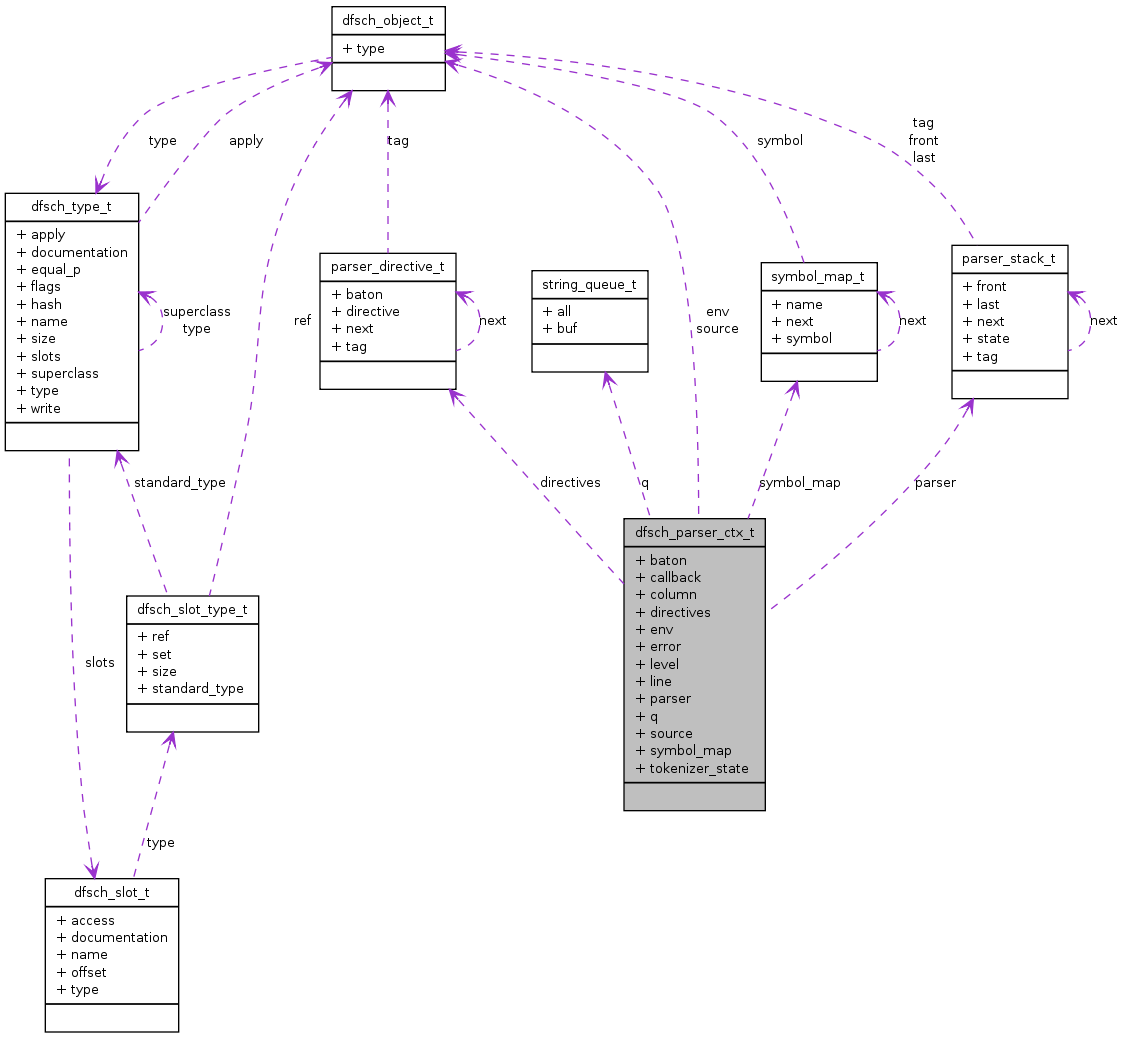 dfsch_object_t
+ type
type
apply
tag
symbol
tag
front
last
dfsch_type_t
+ apply
+ documentation
+ equal_p
+ flags
+ hash
+ name
+ size
+ slots
+ superclass
+ type
+ write
superclass
type
ref
parser_directive_t
+ baton
+ directive
+ next
+ tag
next
string_queue_t
+ all
+ buf
env
source
symbol_map_t
+ name
+ next
+ symbol
next
parser_stack_t
+ front
+ last
+ next
+ state
+ tag
next
standard_type
directives
q
symbol_map
parser
dfsch_parser_ctx_t
+ baton
+ callback
+ column
+ directives
+ env
+ error
+ level
+ line
+ parser
+ q
+ source
+ symbol_map
+ tokenizer_state
slots
dfsch_slot_type_t
+ ref
+ set
+ size
+ standard_type
type
dfsch_slot_t
+ access
+ documentation
+ name
+ offset
+ type